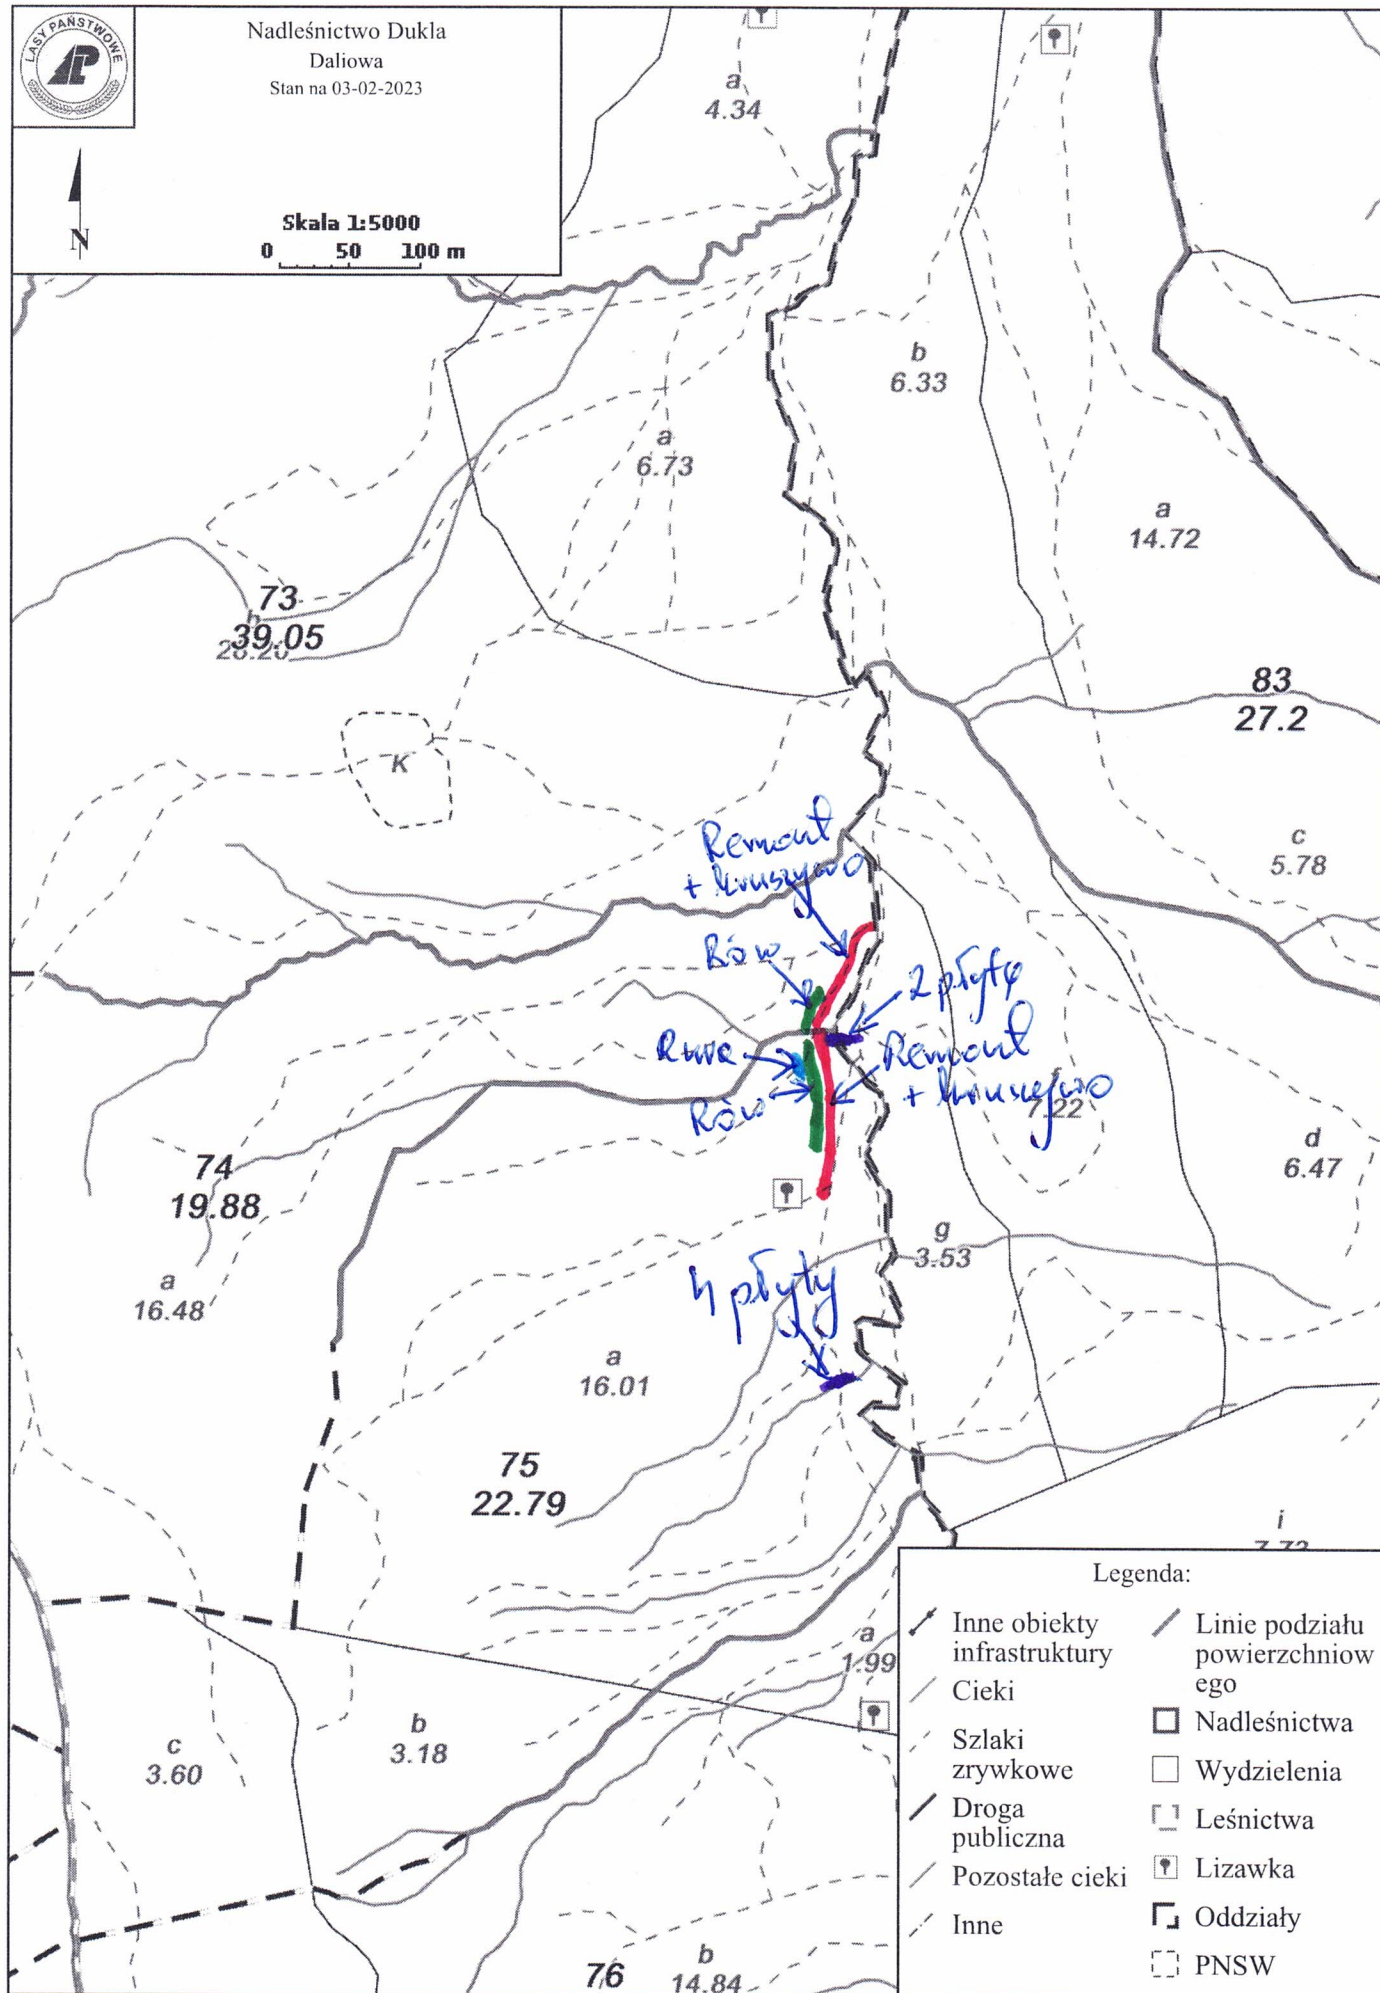 LASY PAŃSTWOWE
Nadleśnictwo Dukla
Daliowa
Stan na 03-02-2023
N
Skala 1:5000
0 50 100 m
a
4.34
b
6.33
a
6.73
a
14.72
73
39.05
83
27.2
K
c
5.78
Remont
+ kruszywo
Rów
2 płyty
Rura
Remont
+ kruszywo
Rów
7.22
d
6.47
74
19.88
a
16.48
g
3.53
4 płyty
a
16.01
75
22.79
i
7.73
a
1.99
b
3.18
c
3.60
76
b
14.84
Legenda:
Inne obiekty
infrastruktury
Cieki
Szlaki
zrywkowe
Droga
publiczna
Pozostałe cieki
Inne
Linie podziału
powierzchniow
ego
Nadleśnictwa
Wydzielenia
Leśnictwa
Lizawka
Oddziały
PNSW